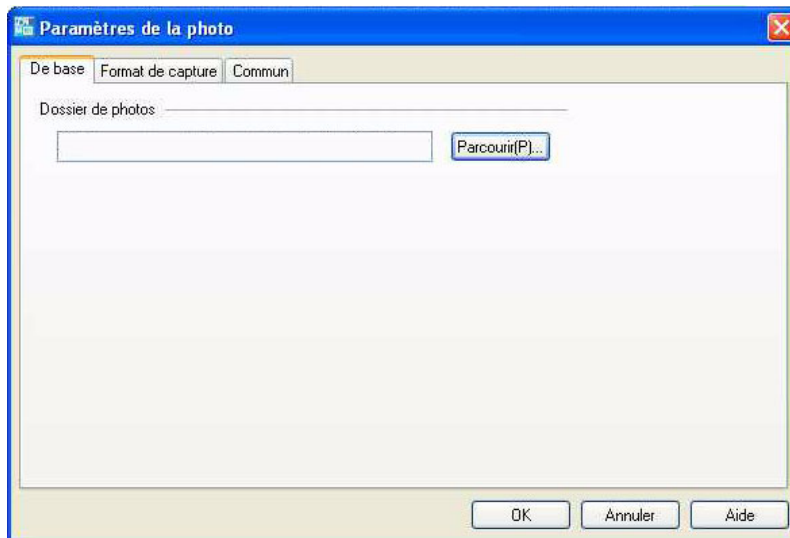 Paramètres de la photo
De base Format de capture Commun
Dossier de photos
Parcourir(P)...
OK Annuler Aide